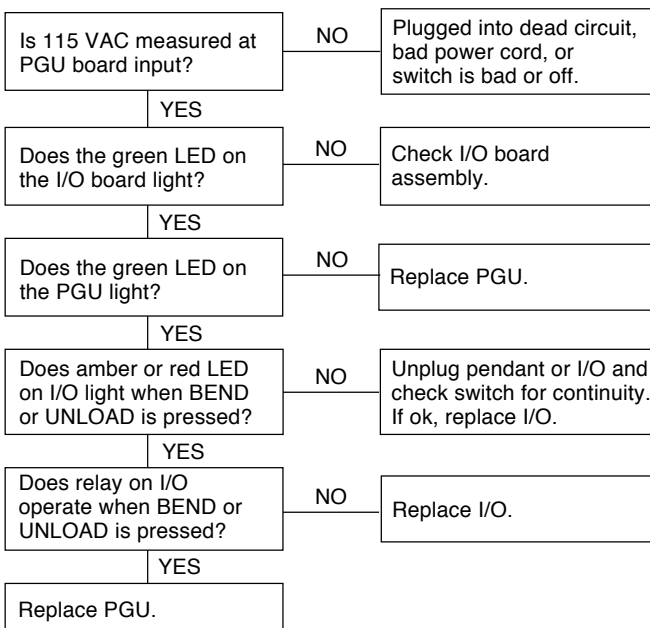 Is 115 VAC measured at
PGU board input?
NO
Plugged into dead circuit,
bad power cord, or
switch is bad or off.
YES
Does the green LED on
the I/O board light?
NO
Check I/O board
assembly.
YES
Does the green LED on
the PGU light?
NO
Replace PGU.
YES
Does amber or red LED
on I/O light when BEND
or UNLOAD is pressed?
NO
Unplug pendant or I/O and
check switch for continuity.
If ok, replace I/O.
YES
Does relay on I/O
operate when BEND or
UNLOAD is pressed?
NO
Replace I/O.
YES
Replace PGU.